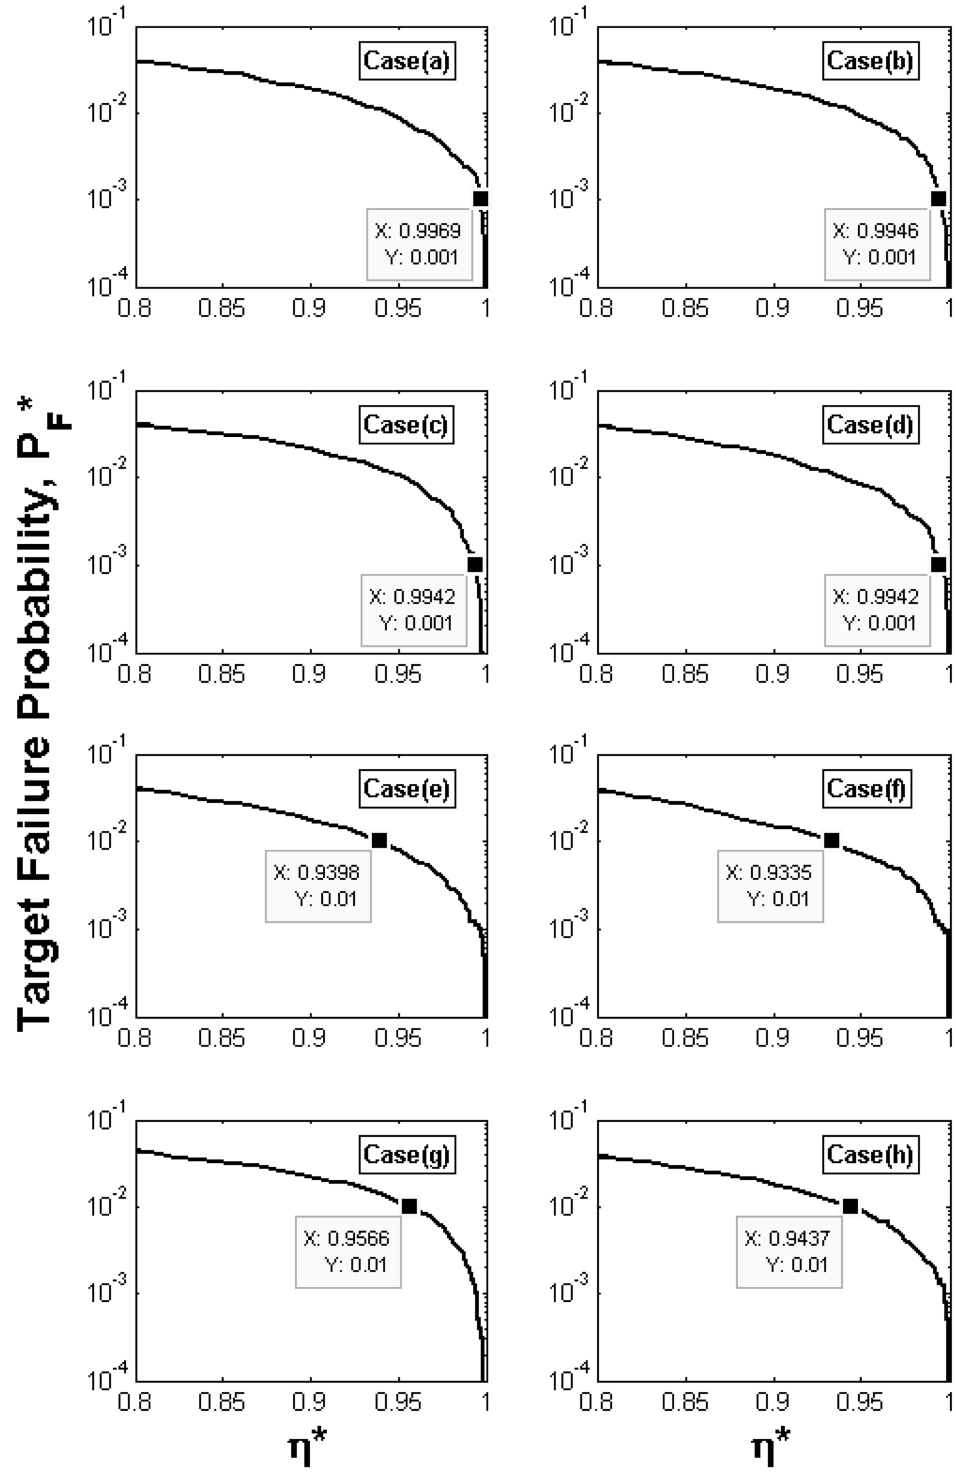 Target Failure Probability, P_F^*
10^-1
10^-2
10^-3
10^-4
Case(a)
X: 0.9969
Y: 0.001
0.8 0.85 0.9 0.95 1
10^-1
10^-2
10^-3
10^-4
Case(b)
X: 0.9946
Y: 0.001
0.8 0.85 0.9 0.95 1
10^-1
10^-2
10^-3
10^-4
Case(c)
X: 0.9942
Y: 0.001
0.8 0.85 0.9 0.95 1
10^-1
10^-2
10^-3
10^-4
Case(d)
X: 0.9942
Y: 0.001
0.8 0.85 0.9 0.95 1
10^-1
10^-2
10^-3
10^-4
Case(e)
X: 0.9398
Y: 0.01
0.8 0.85 0.9 0.95 1
10^-1
10^-2
10^-3
10^-4
Case(f)
X: 0.9335
Y: 0.01
0.8 0.85 0.9 0.95 1
10^-1
10^-2
10^-3
10^-4
Case(g)
X: 0.9566
Y: 0.01
0.8 0.85 0.9 0.95 1
η*
10^-1
10^-2
10^-3
10^-4
Case(h)
X: 0.9437
Y: 0.01
0.8 0.85 0.9 0.95 1
η*